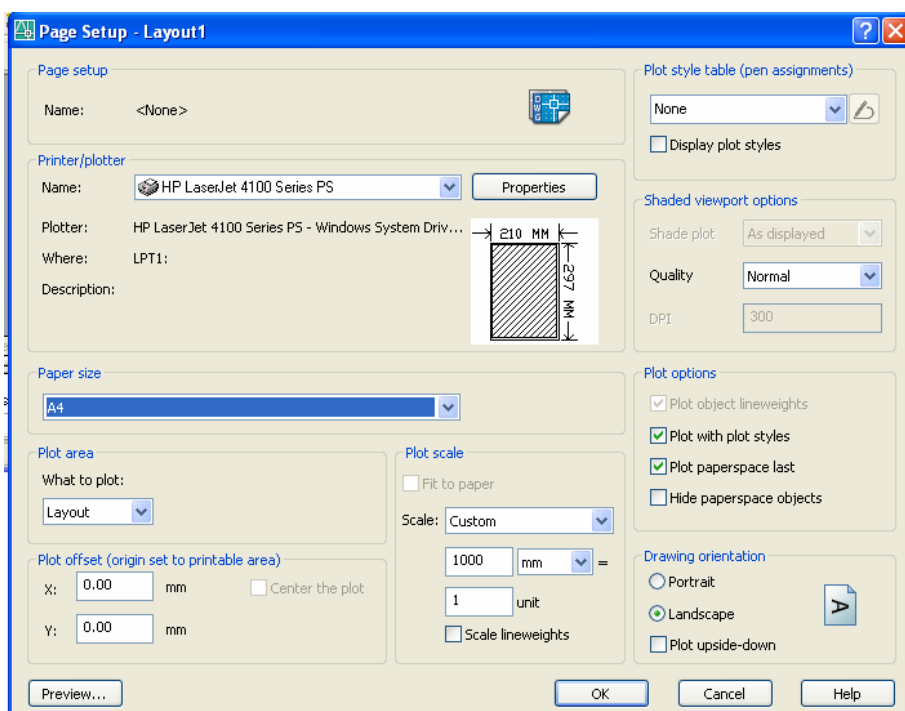 Page Setup - Layout1
Page setup
Name: <None>
Printer/plotter
Name: HP LaserJet 4100 Series PS Properties
Plotter: HP LaserJet 4100 Series PS - Windows System Driv...
Where: LPT1:
Description:
210 MM
297 MM
Paper size
A4
Plot area
What to plot:
Layout
Plot offset (origin set to printable area)
X: 0.00 mm Center the plot
Y: 0.00 mm
Plot scale
Fit to paper
Scale: Custom
1000 mm =
1 unit
Scale lineweights
Plot style table (pen assignments)
None
Display plot styles
Shaded viewport options
Shade plot As displayed
Quality Normal
DPI 300
Plot options
Plot object lineweights
Plot with plot styles
Plot paperspace last
Hide paperspace objects
Drawing orientation
Portrait
Landscape
Plot upside-down
A
Preview... OK Cancel Help